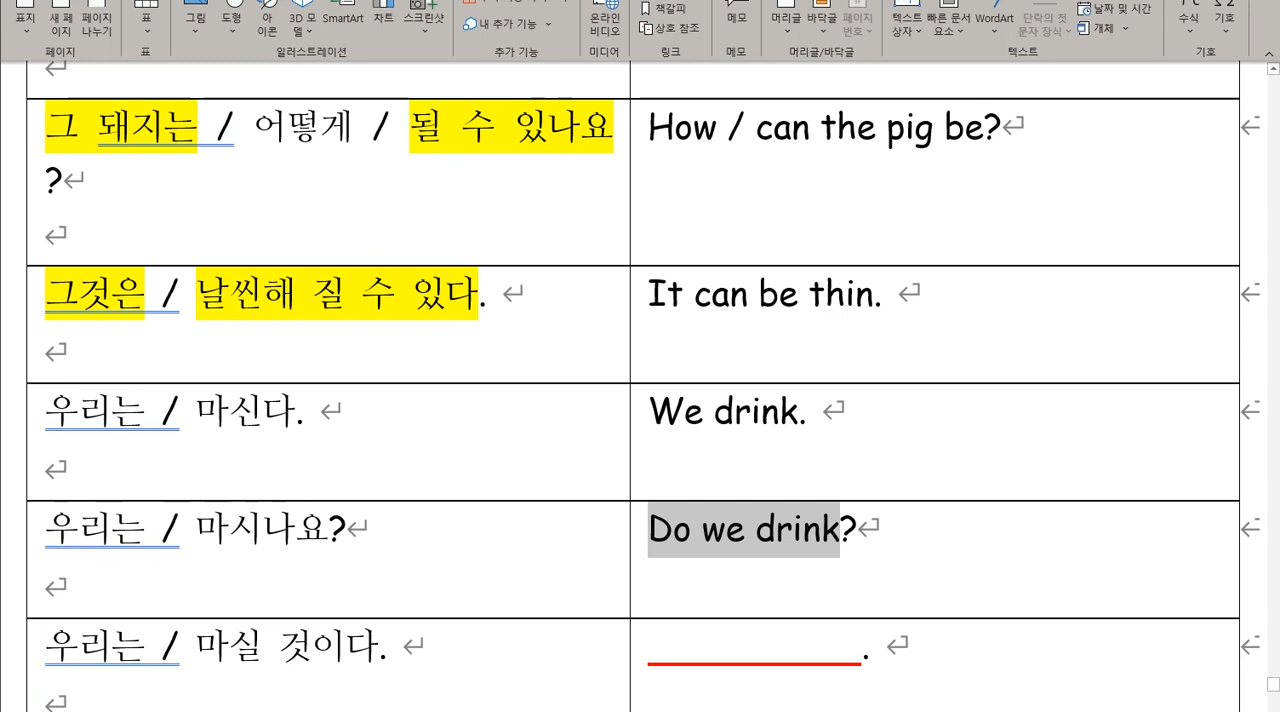 표지 새 페이지 페이지 나누기 표 그림 도형 아이콘 3D 모델 SmartArt 차트 스크린샷 내 추가 기능 온라인 비디오 책갈피 상호 참조 메모 머리글 바닥글 페이지 번호 텍스트 상자 빠른 문서 요소 WordArt 단락의 첫 문자 장식 날짜 및 시간 개체 수식 기호
페이지 표 일러스트레이션 추가 기능 미디어 링크 메모 머리글/바닥글 텍스트 기호
그 돼지는 / 어떻게 / 될 수 있나요
?
How / can the pig be?
그것은 / 날씬해 질 수 있다.
It can be thin.
우리는 / 마신다.
We drink.
우리는 / 마시나요?
Do we drink?
우리는 / 마실 것이다.
.